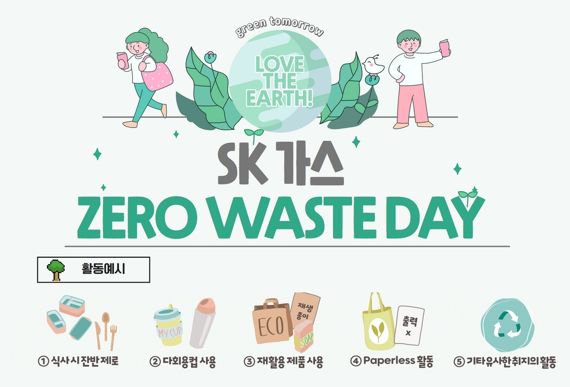 green tomorrow
LOVE
THE
EARTH!
SK 가스
ZERO WASTE DAY
활동예시
MY CUP
ECO
재생
종이
출력
x
① 식사 시 잔반 제로
② 다회용컵 사용
③ 재활용 제품 사용
④ Paperless 활동
⑤ 기타 유사한 취지의 활동